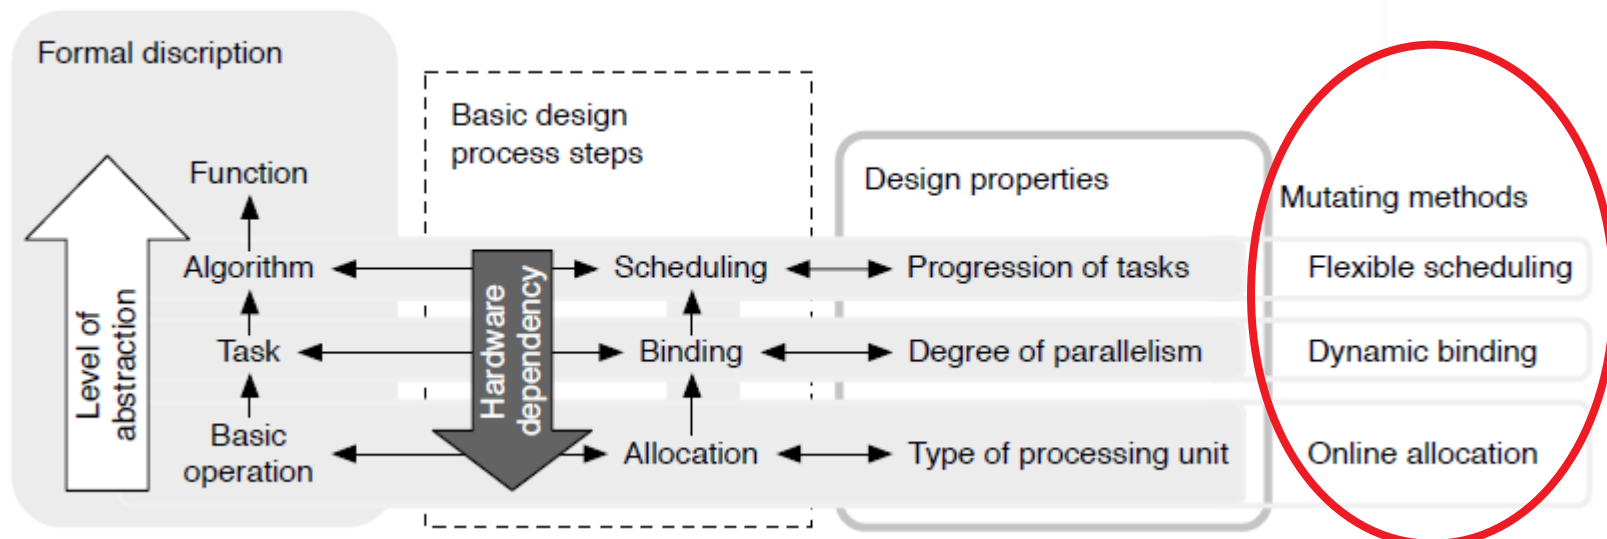 Formal discription
Basic design
process steps
Design properties
Mutating methods
Function
Algorithm
Scheduling
Progression of tasks
Flexible scheduling
Task
Binding
Degree of parallelism
Dynamic binding
Basic
operation
Allocation
Type of processing unit
Online allocation
Level of
abstraction
Hardware
dependency